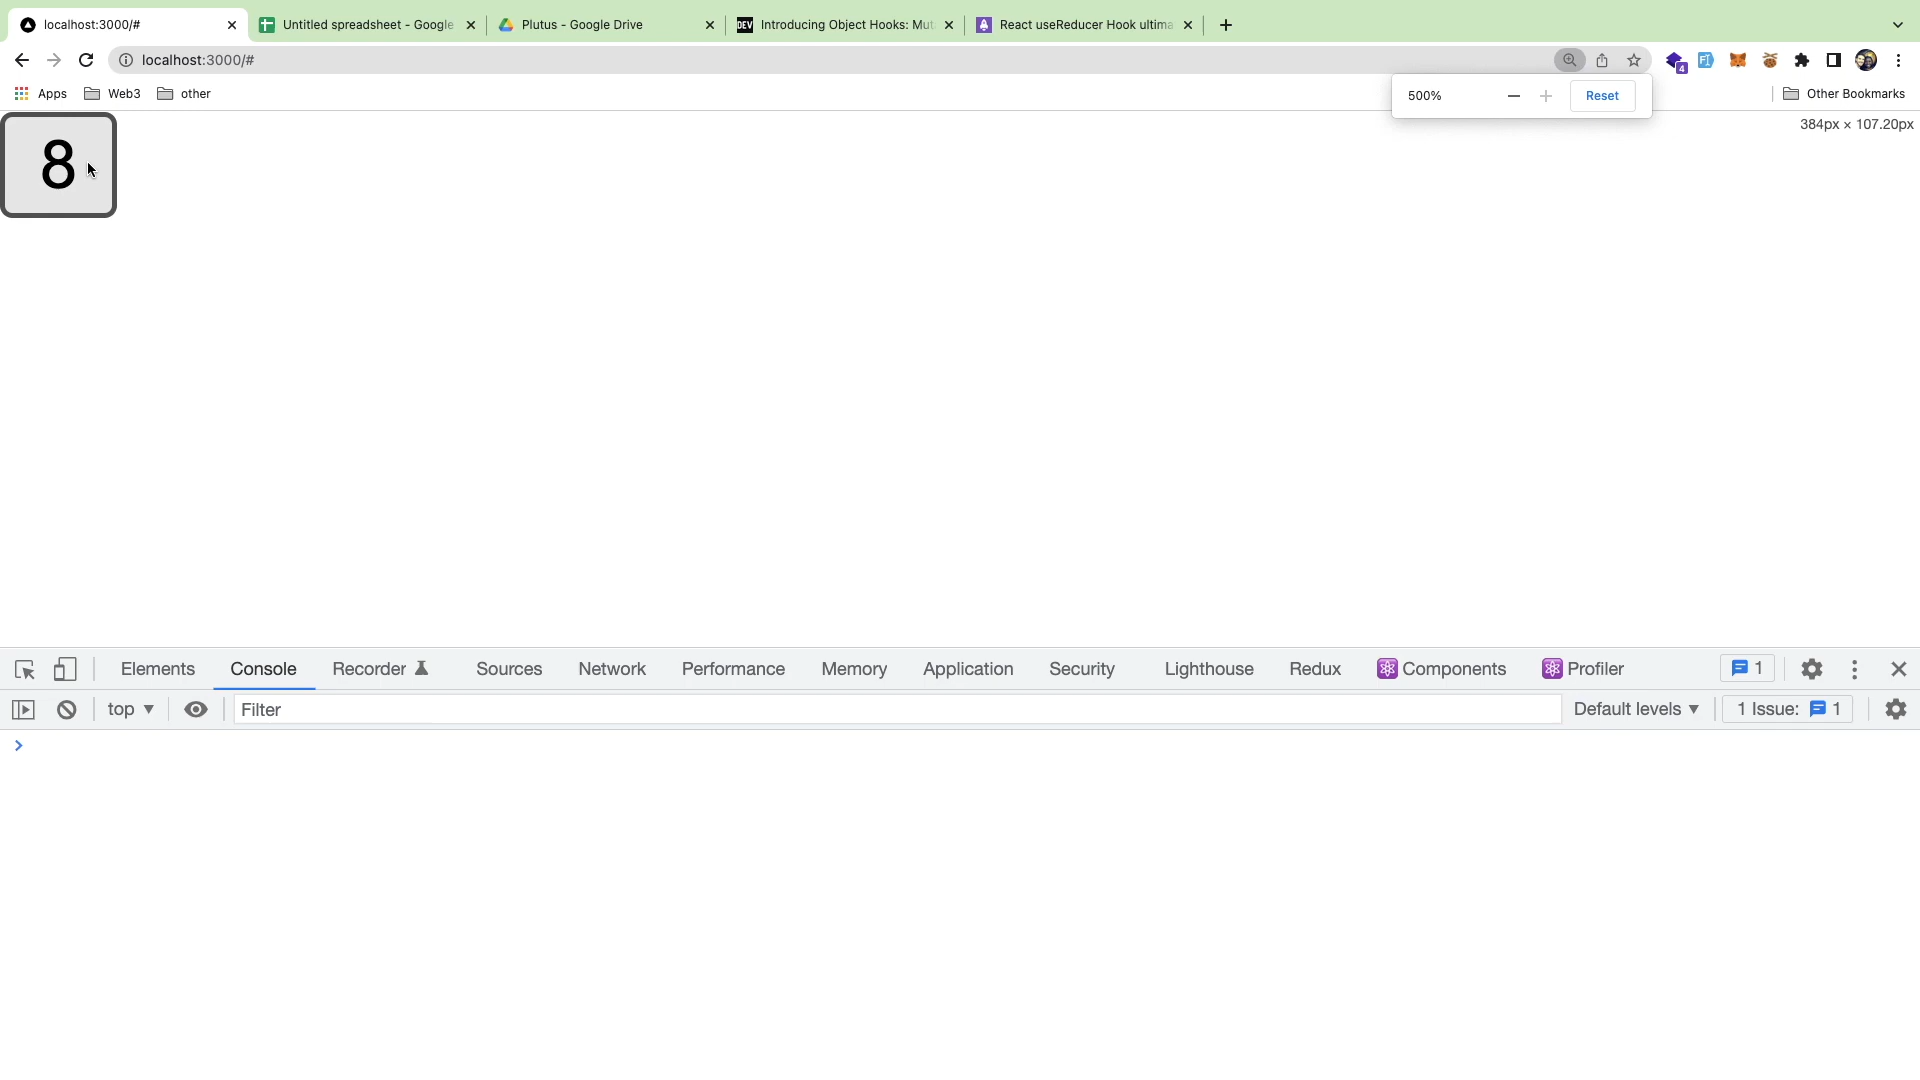 localhost:3000/#
Untitled spreadsheet - Google
Plutus - Google Drive
DEV
Introducing Object Hooks: Mut
React useReducer Hook ultima
localhost:3000/#
4
Apps
Web3
other
500%
Reset
Other Bookmarks
384px × 107.20px
8
Elements
Console
Recorder
Sources
Network
Performance
Memory
Application
Security
Lighthouse
Redux
Components
Profiler
1
top
Filter
Default levels
1 Issue:
1